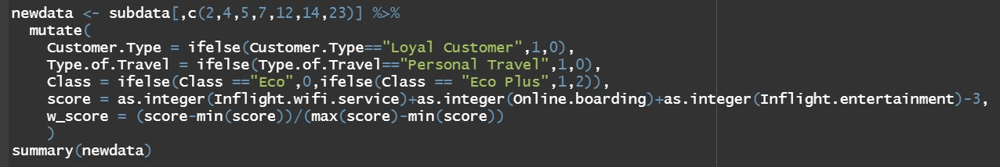 newdata <- subdata[,c(2,4,5,7,12,14,23)] %>%
  mutate(
    Customer.Type = ifelse(Customer.Type=="Loyal Customer",1,0),
    Type.of.Travel = ifelse(Type.of.Travel=="Personal Travel",1,0),
    Class = ifelse(Class =="Eco",0,ifelse(Class == "Eco Plus",1,2)),
    score = as.integer(Inflight.wifi.service)+as.integer(Online.boarding)+as.integer(Inflight.entertainment)-3,
    w_score = (score-min(score))/(max(score)-min(score))
    )
summary(newdata)